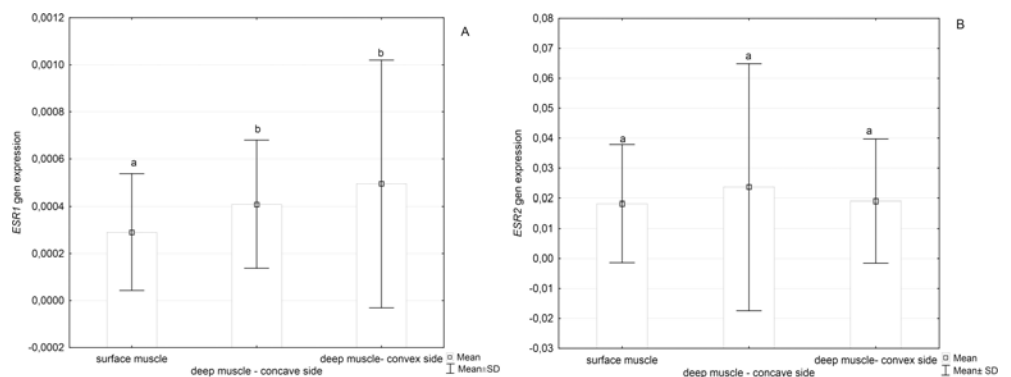 A
0,0012
0,0010
0,0008
0,0006
0,0004
0,0002
0,0000
-0,0002
ESR1 gen expression
a
b
b
surface muscle
deep muscle - concave side
deep muscle- convex side
Mean
Mean±SD
B
0,08
0,07
0,06
0,05
0,04
0,03
0,02
0,01
0,00
-0,01
-0,02
-0,03
ESR2 gen expression
a
a
a
surface muscle
deep muscle - concave side
deep muscle- convex side
Mean
Mean± SD